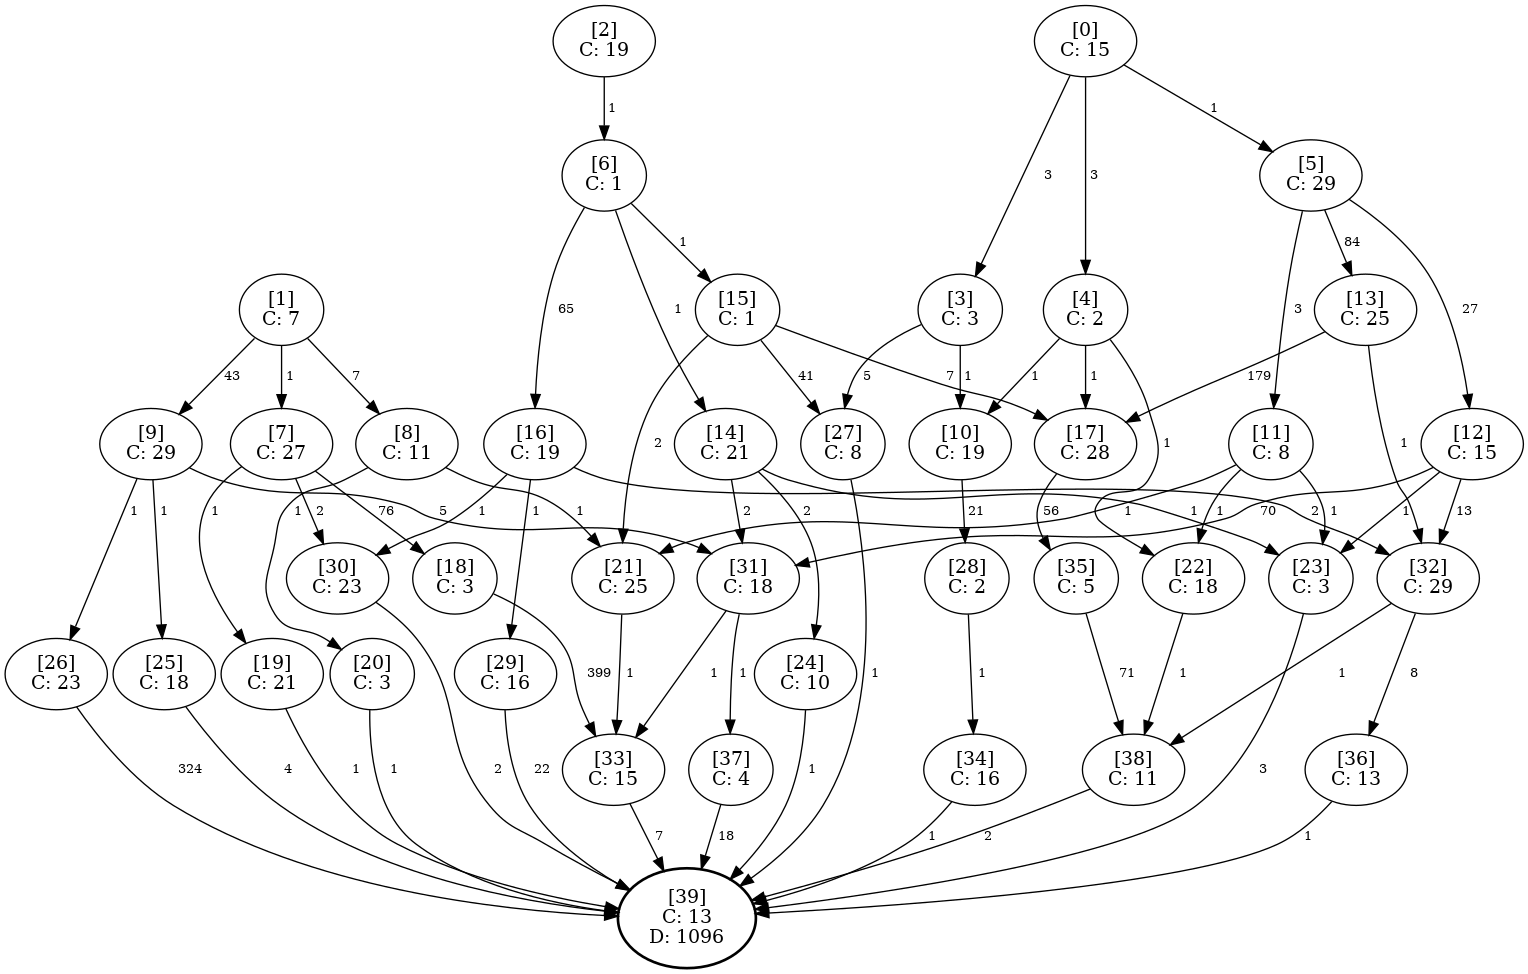 [2]
C: 19
[0]
C: 15
1
1
3
3
[6]
C: 1
[5]
C: 29
1
84
65
1
3
27
[1]
C: 7
[15]
C: 1
[3]
C: 3
[4]
C: 2
[13]
C: 25
43
1
7
41
7
5
1
1
1
179
[9]
C: 29
[7]
C: 27
[8]
C: 11
[16]
C: 19
[14]
C: 21
[27]
C: 8
[10]
C: 19
[17]
C: 28
[11]
C: 8
[12]
C: 15
2
1
1
1
1
5
1
2
76
1
1
1
1
2
2
21
56
1
1
1
1
70
2
1
13
[30]
C: 23
[18]
C: 3
[21]
C: 25
[31]
C: 18
[28]
C: 2
[35]
C: 5
[22]
C: 18
[23]
C: 3
[32]
C: 29
[26]
C: 23
[25]
C: 18
[19]
C: 21
[20]
C: 3
[29]
C: 16
[24]
C: 10
399
1
1
1
1
1
71
1
1
8
[33]
C: 15
[37]
C: 4
[34]
C: 16
[38]
C: 11
[36]
C: 13
324
4
1
1
2
22
1
3
7
18
1
2
1
[39]
C: 13
D: 1096